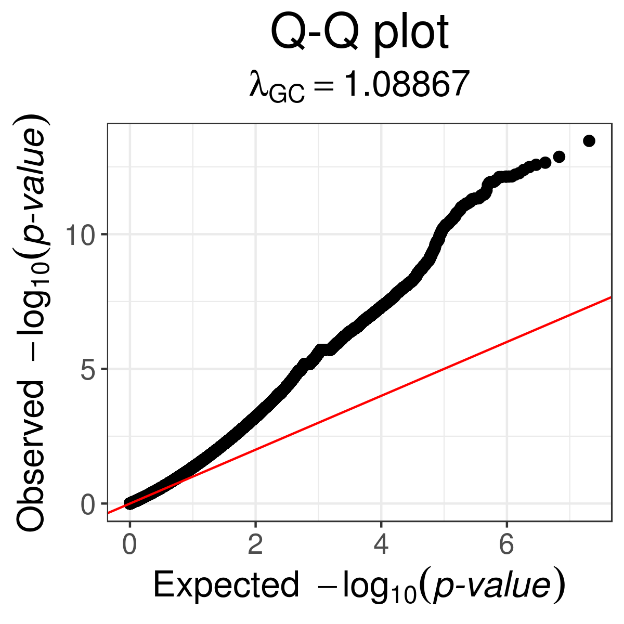 Q-Q plot
λGC = 1.08867
Observed −log10(p-value)
10
5
0
0 2 4 6
Expected −log10(p-value)